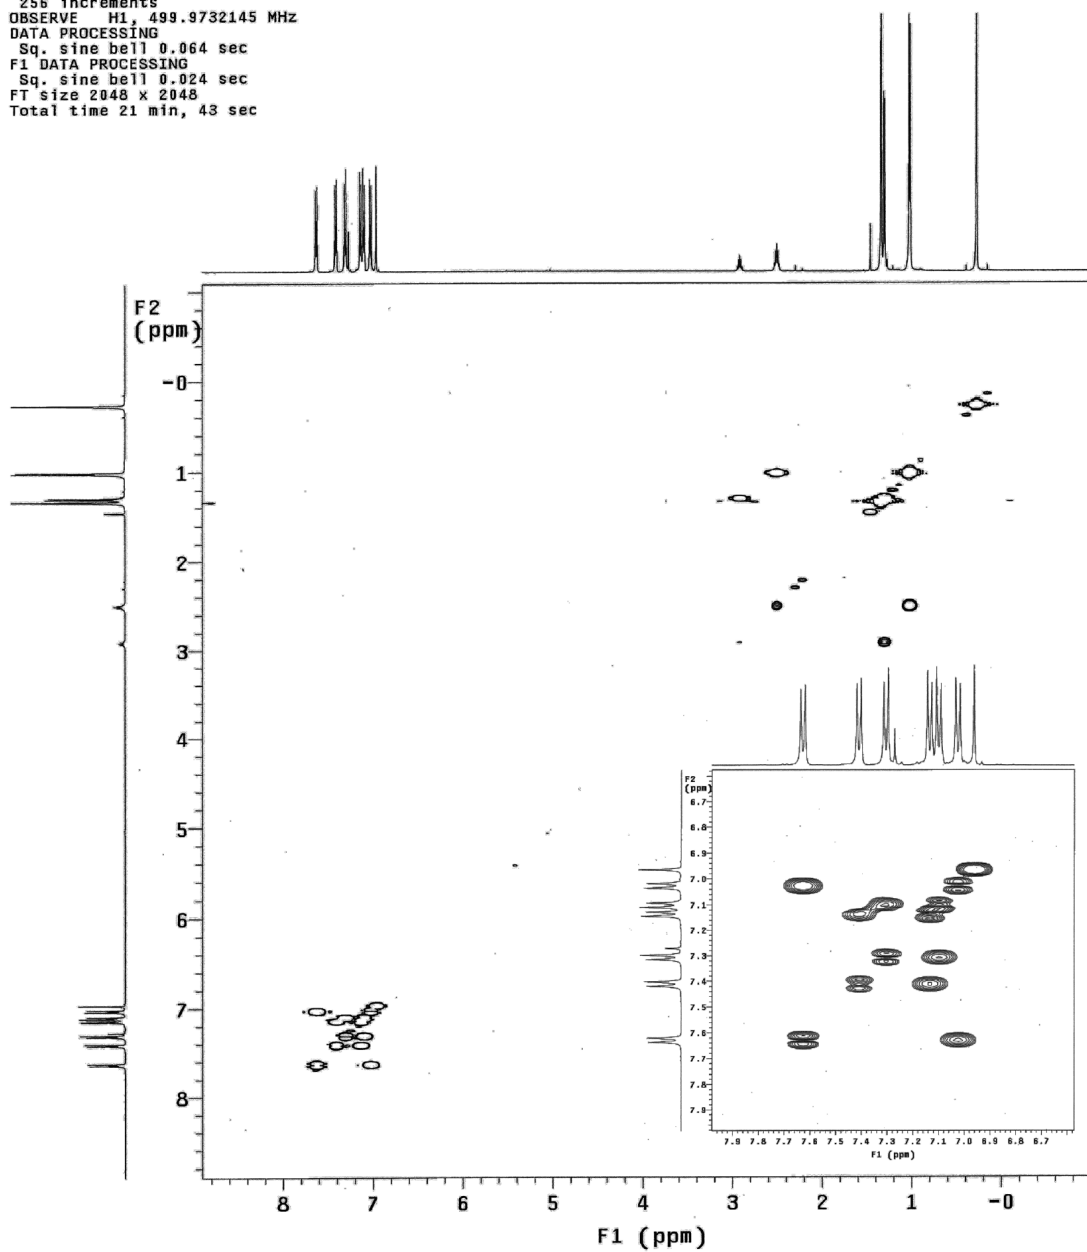 256 increments
OBSERVE H1, 499.9732145 MHz
DATA PROCESSING
Sq. sine bell 0.064 sec
F1 DATA PROCESSING
Sq. sine bell 0.024 sec
FT size 2048 x 2048
Total time 21 min, 43 sec
F2
(ppm)
-0
1
2
3
4
5
6
7
8
F2
(ppm)
6.7
6.8
6.9
7.0
7.1
7.2
7.3
7.4
7.5
7.6
7.7
7.8
7.9
7.9 7.8 7.7 7.6 7.5 7.4 7.3 7.2 7.1 7.0 6.9 6.8 6.7
F1 (ppm)
8 7 6 5 4 3 2 1 -0
F1 (ppm)